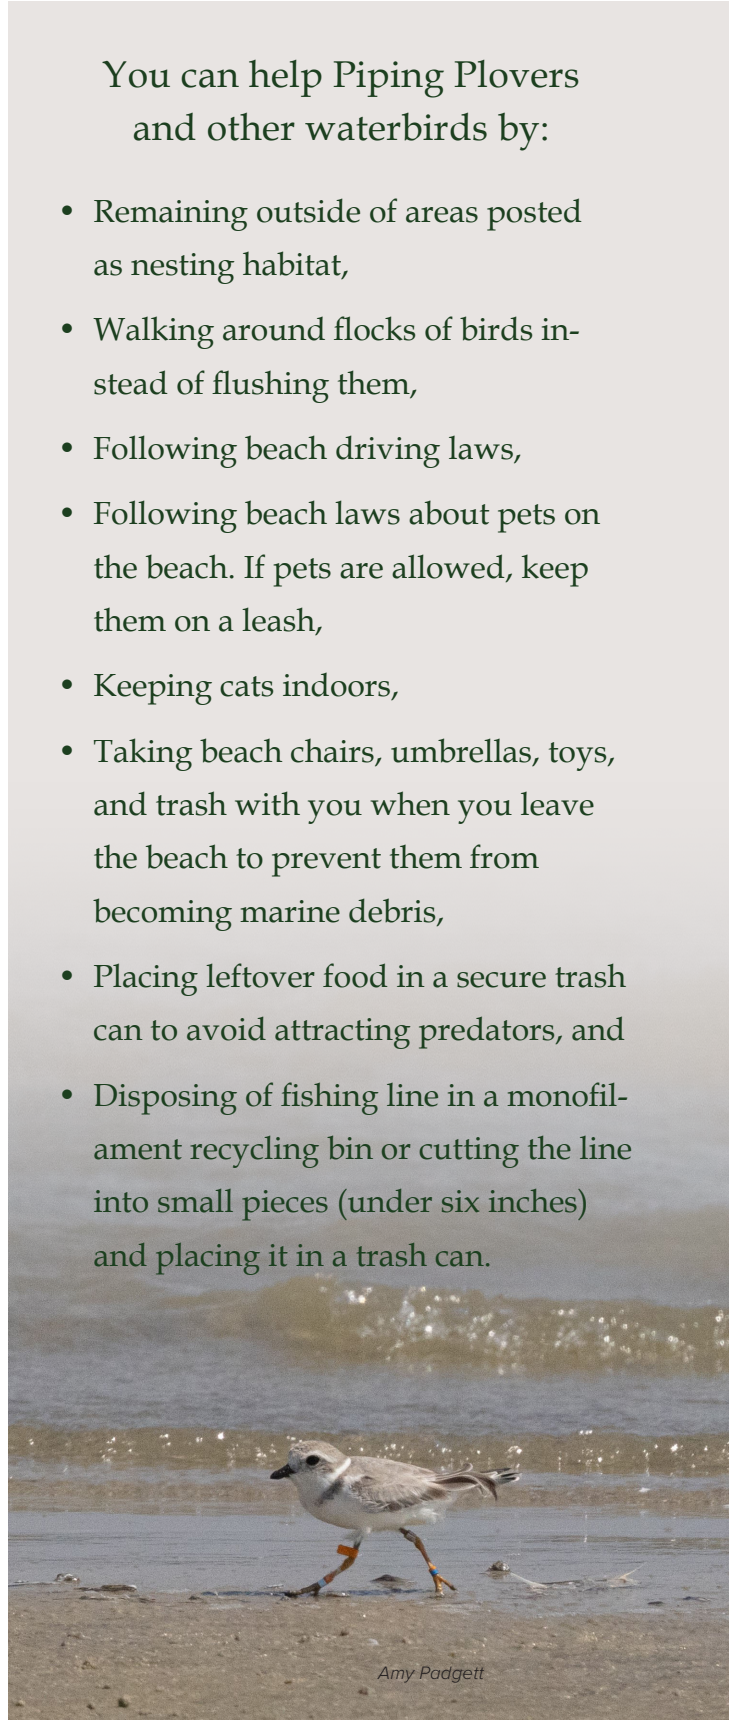 You can help Piping Plovers
and other waterbirds by:
• Remaining outside of areas posted
as nesting habitat,
• Walking around flocks of birds in-
stead of flushing them,
• Following beach driving laws,
• Following beach laws about pets on
the beach. If pets are allowed, keep
them on a leash,
• Keeping cats indoors,
• Taking beach chairs, umbrellas, toys,
and trash with you when you leave
the beach to prevent them from
becoming marine debris,
• Placing leftover food in a secure trash
can to avoid attracting predators, and
• Disposing of fishing line in a monofil-
ament recycling bin or cutting the line
into small pieces (under six inches)
and placing it in a trash can.
Amy Padgett